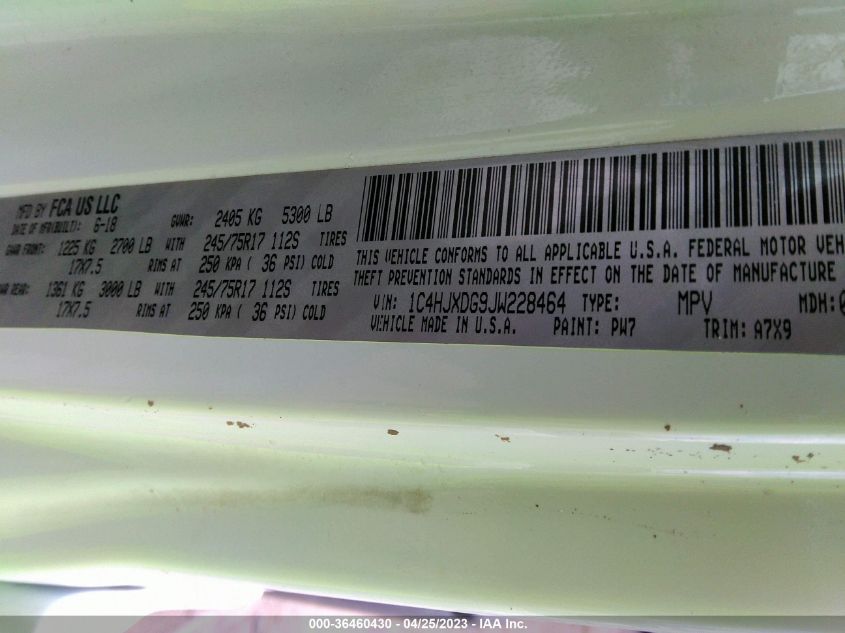 MFD BY FCA US LLC
DATE OF MFR(BUILT): 6-18 GVWR: 2405 KG 5300 LB
GAWR FRONT: 1225 KG 2700 LB WITH 245/75R17 112S TIRES
17X7.5 RIMS AT 250 KPA ( 36 PSI) COLD
GAWR REAR: 1361 KG 3000 LB WITH 245/75R17 112S TIRES
17X7.5 RIMS AT 250 KPA ( 36 PSI) COLD
THIS VEHICLE CONFORMS TO ALL APPLICABLE U.S.A. FEDERAL MOTOR VEH
THEFT PREVENTION STANDARDS IN EFFECT ON THE DATE OF MANUFACTURE
VIN: 1C4HJXDG9JW228464 TYPE: MPV MDH:0
VEHICLE MADE IN U.S.A. PAINT: PW7 TRIM: A7X9
000-36460430 - 04/25/2023 - IAA Inc.